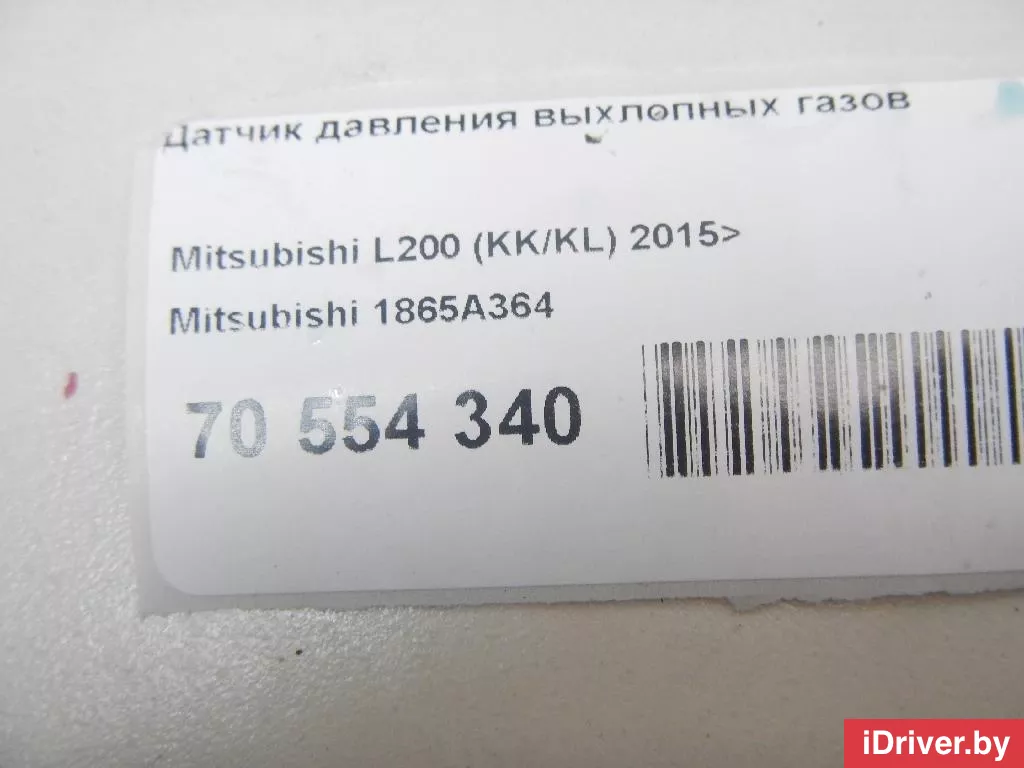 Датчик давления выхлопных газов
Mitsubishi L200 (KK/KL) 2015>
Mitsubishi 1865A364
70 554 340
iDriver.by